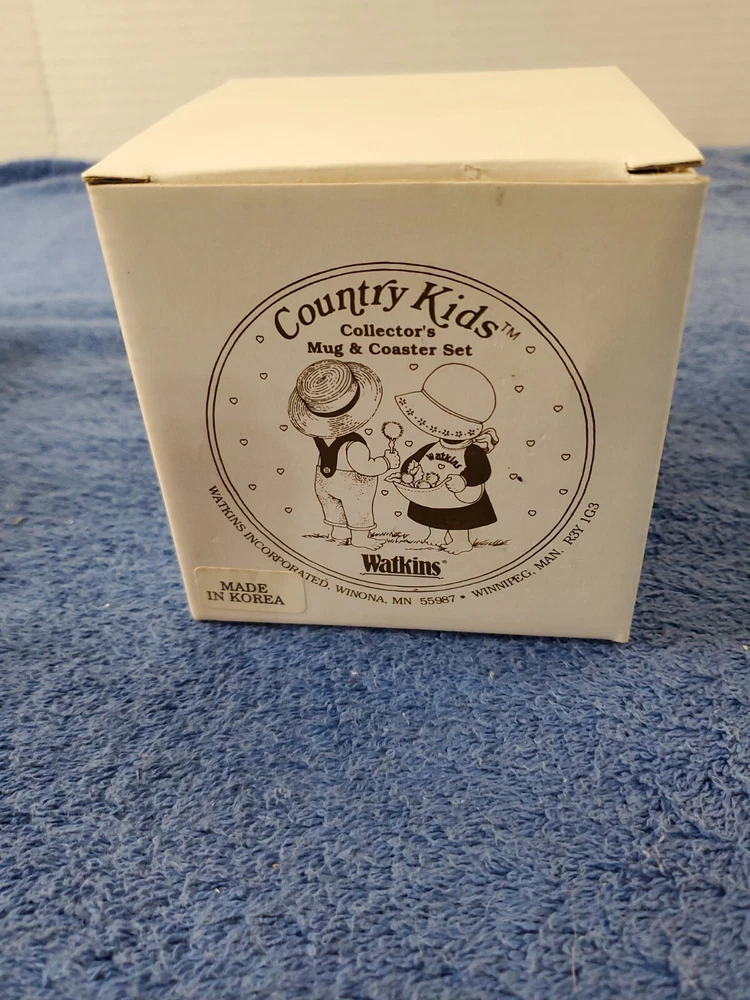 Country Kids™
Collector's
Mug & Coaster Set
Watkins
Watkins®
WATKINS INCORPORATED, WINONA, MN 55987 • WINNIPEG, MAN. R3Y 1G3
MADE
IN KOREA